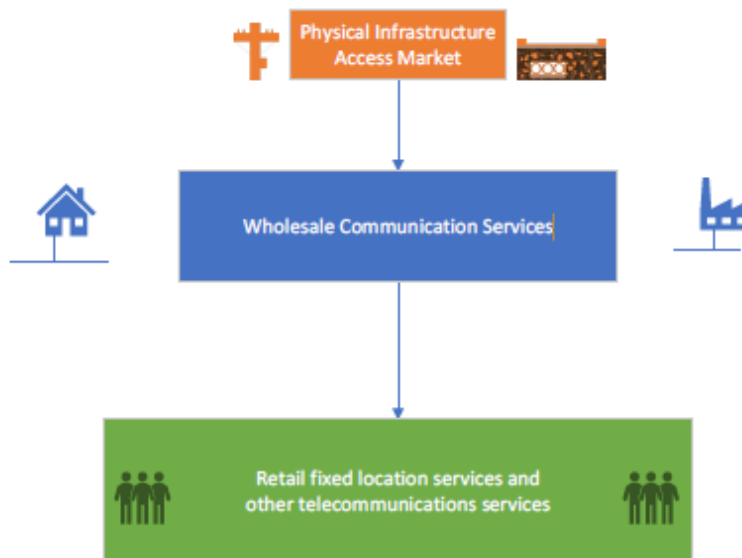 Physical Infrastructure
Access Market
Wholesale Communication Services
Retail fixed location services and
other telecommunications services